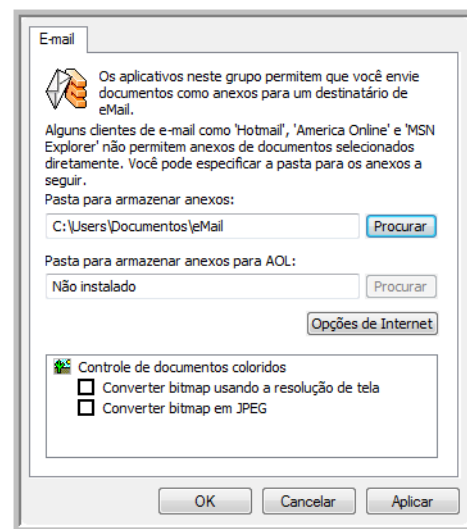 E-mail
Os aplicativos neste grupo permitem que você envie
documentos como anexos para um destinatário de
eMail.
Alguns clientes de e-mail como 'Hotmail', 'America Online' e 'MSN
Explorer' não permitem anexos de documentos selecionados
diretamente. Você pode especificar a pasta para os anexos a
seguir.
Pasta para armazenar anexos:
C:\Users\Documentos\eMail
Procurar
Pasta para armazenar anexos para AOL:
Não instalado
Procurar
Opções de Internet
Controle de documentos coloridos
Converter bitmap usando a resolução de tela
Converter bitmap em JPEG
OK
Cancelar
Aplicar